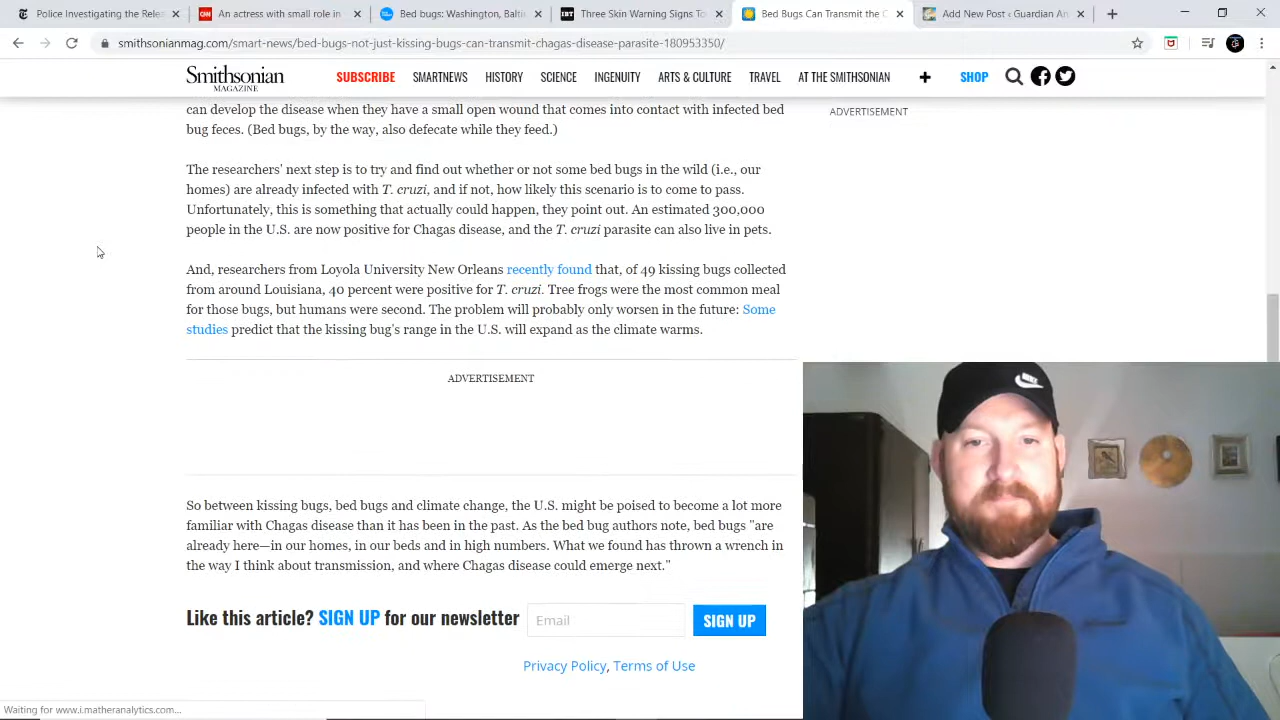 Police Investigating the Relea
CNN
Bloomington, Washington, Balti
IBT
Bed Bugs Can Transmit the C
Add New Post ‹ Guardian Air
smithsonianmag.com/smart-news/bed-bugs-not-just-kissing-bugs-can-transmit-chagas-disease-parasite-180953350/
Smithsonian
MAGAZINE
SUBSCRIBE SMARTNEWS HISTORY SCIENCE INGENUITY ARTS & CULTURE TRAVEL AT THE SMITHSONIAN + SHOP
can develop the disease when they have a small open wound that comes into contact with infected bed
bug feces. (Bed bugs, by the way, also defecate while they feed.)
ADVERTISEMENT
The researchers' next step is to try and find out whether or not some bed bugs in the wild (i.e., our
homes) are already infected with T. cruzi, and if not, how likely this scenario is to come to pass.
Unfortunately, this is something that actually could happen, they point out. An estimated 300,000
people in the U.S. are now positive for Chagas disease, and the T. cruzi parasite can also live in pets.
And, researchers from Loyola University New Orleans recently found that, of 49 kissing bugs collected
from around Louisiana, 40 percent were positive for T. cruzi. Tree frogs were the most common meal
for those bugs, but humans were second. The problem will probably only worsen in the future: Some
studies predict that the kissing bug's range in the U.S. will expand as the climate warms.
ADVERTISEMENT
So between kissing bugs, bed bugs and climate change, the U.S. might be poised to become a lot more
familiar with Chagas disease than it has been in the past. As the bed bug authors note, bed bugs "are
already here—in our homes, in our beds and in high numbers. What we found has thrown a wrench in
the way I think about transmission, and where Chagas disease could emerge next."
Like this article? SIGN UP for our newsletter
Email
SIGN UP
Privacy Policy, Terms of Use
Waiting for www.i.matheranalytics.com...